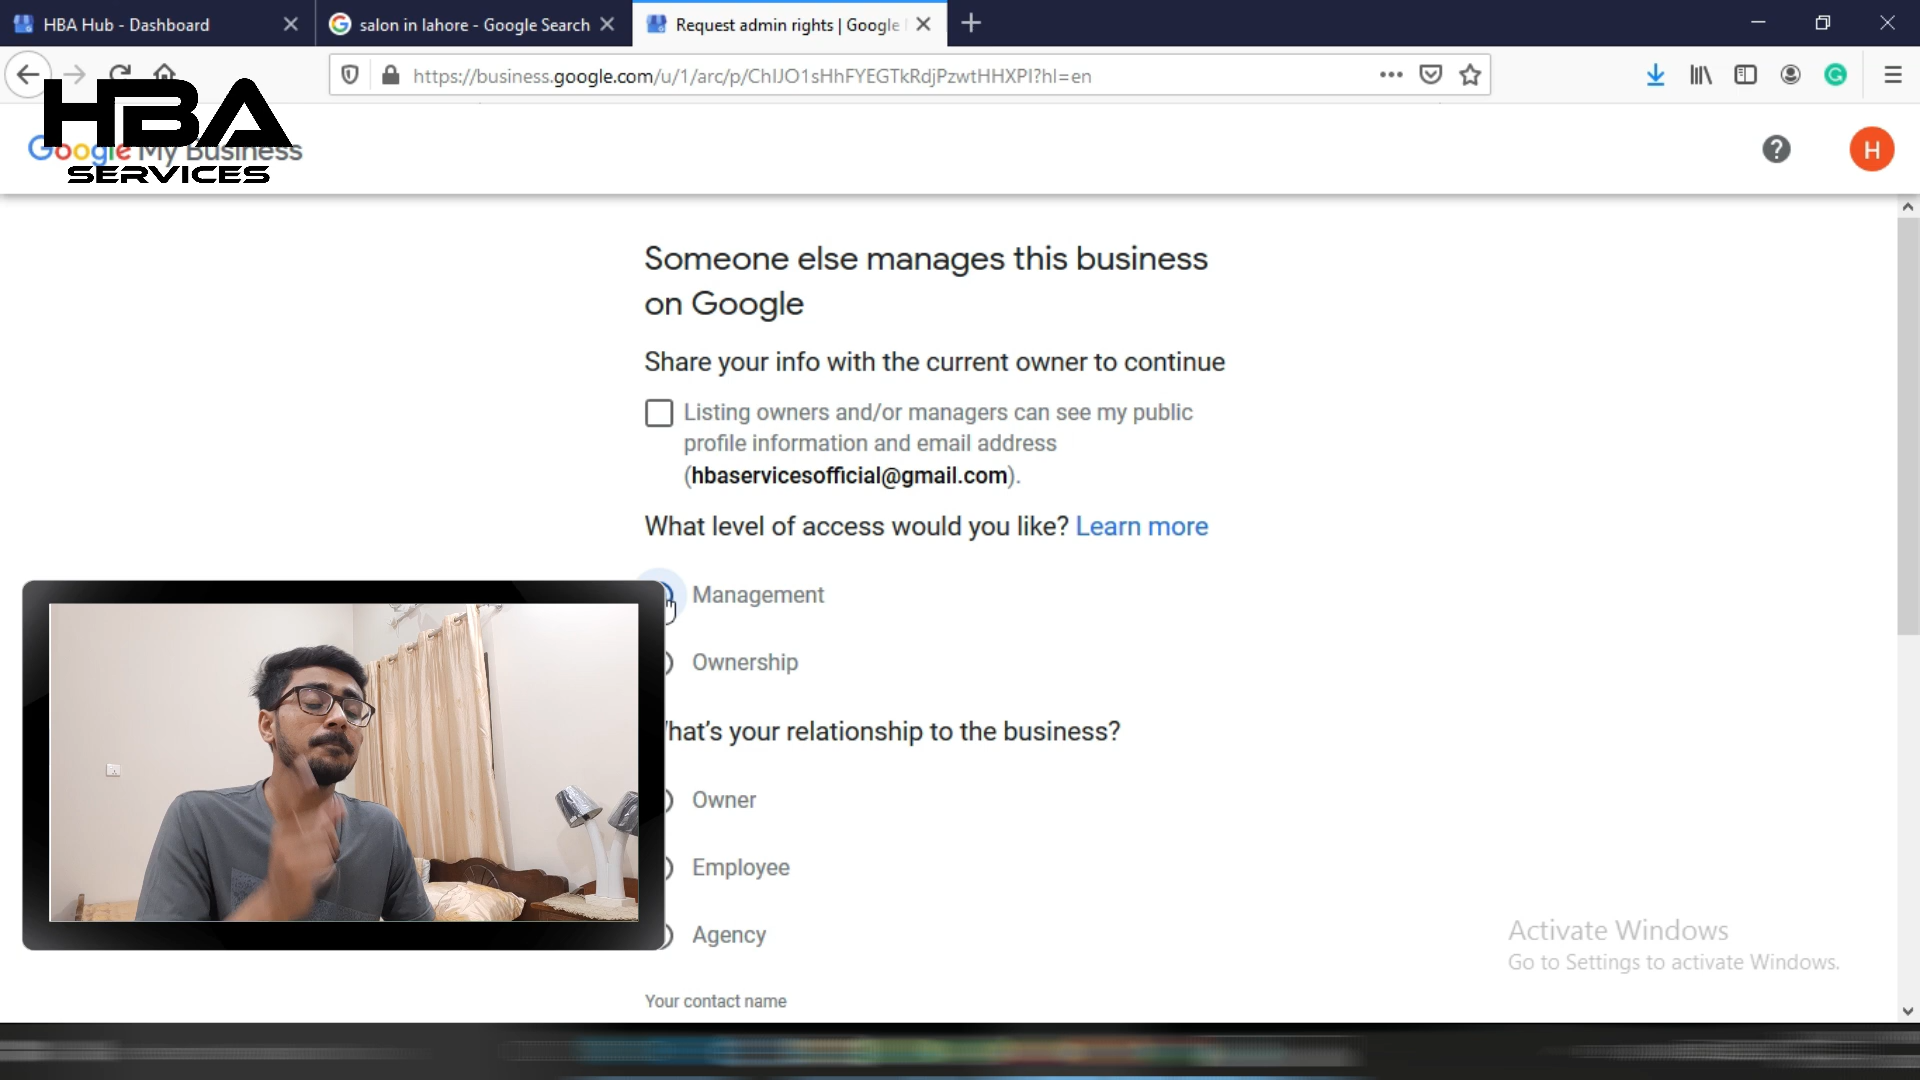 HBA Hub - Dashboard
salon in lahore - Google Search
Request admin rights | Google
https://business.google.com/u/1/arc/p/ChIJO1sHhFYEGTkRdjPzwtHHXPI?hl=en
HBA
SERVICES
Google My Business
H
Someone else manages this business
on Google
Share your info with the current owner to continue
Listing owners and/or managers can see my public
profile information and email address
(hbaservicesofficial@gmail.com).
What level of access would you like? Learn more
Management
Ownership
hat's your relationship to the business?
Owner
Employee
Agency
Your contact name
Activate Windows
Go to Settings to activate Windows.